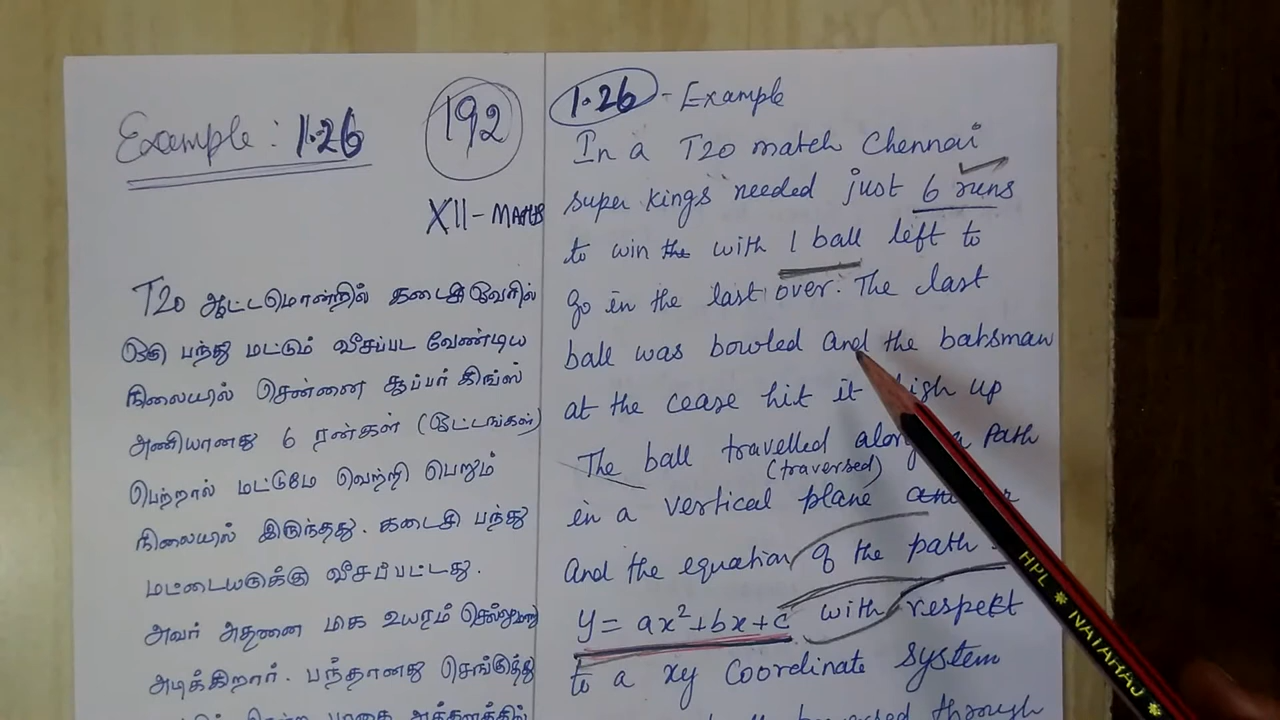 Example : 1.26
192
XII - MATHS
T20 ஆட்டமொன்றில் கடைசி ஓவரில்
ஒரு பந்து மட்டும் வீசப்பட வேண்டிய
நிலையில் சென்னை சூப்பர் கிங்ஸ்
அணியானது 6 ரன்கள் (ஓட்டங்கள்)
பெற்றால் மட்டுமே வெற்றி பெறும்
நிலையில் இருந்தது. கடைசி பந்து
மட்டையருக்கு வீசப்பட்டது.
அவர் அதனை மிக உயரம் செல்லுமாறு
அடிக்கிறார். பந்தானது செங்குத்து
1.26 - Example
In a T20 match Chennai
super kings needed just 6 runs
to win the with 1 ball left to
go in the last over. The last
ball was bowled and the batsman
at the cease hit it high up
The ball travelled along a path
(traversed)
in a vertical plane
And the equation of the path.
y = ax²+bx+c with respect
to a xy Coordinate system
through
HPL * NATARAJ *